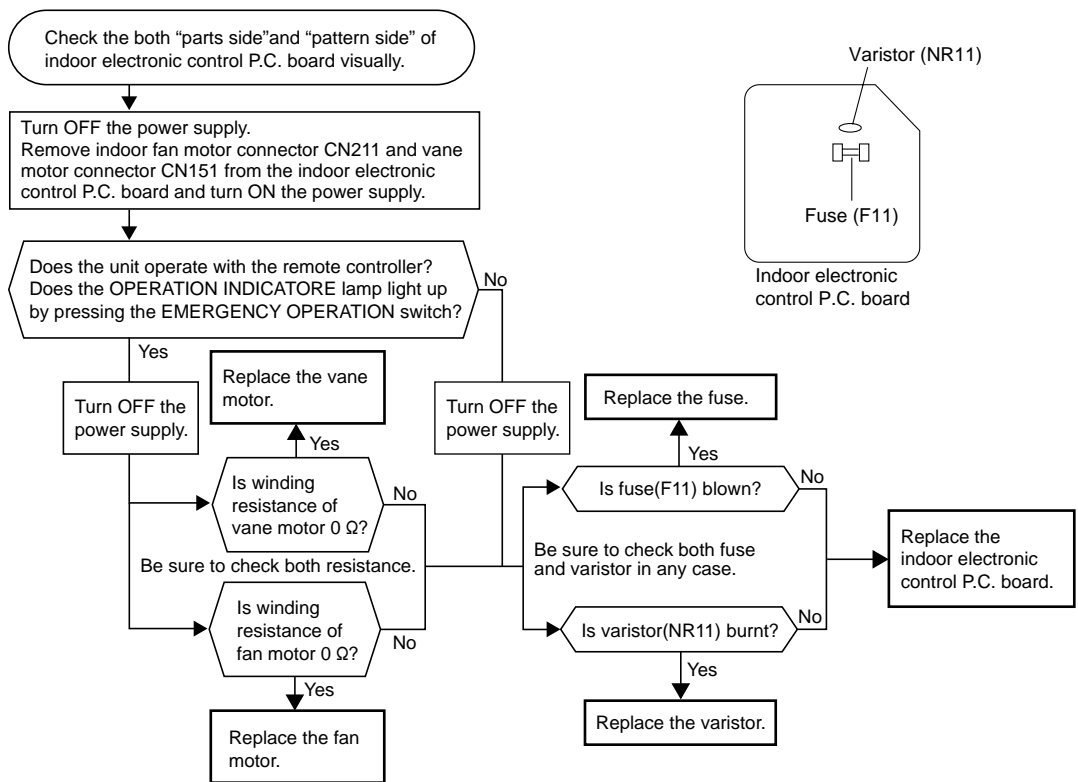 Check the both “parts side”and “pattern side” of
indoor electronic control P.C. board visually.
Turn OFF the power supply.
Remove indoor fan motor connector CN211 and vane
motor connector CN151 from the indoor electronic
control P.C. board and turn ON the power supply.
Varistor (NR11)
Fuse (F11)
Indoor electronic
control P.C. board
Does the unit operate with the remote controller?
Does the OPERATION INDICATORE lamp light up
by pressing the EMERGENCY OPERATION switch?
No
Yes
Turn OFF the
power supply.
Replace the vane
motor.
Yes
Turn OFF the
power supply.
Replace the fuse.
Yes
Is winding
resistance of
vane motor 0 Ω?
No
Is fuse(F11) blown?
No
Be sure to check both resistance.
Be sure to check both fuse
and varistor in any case.
Replace the
indoor electronic
control P.C. board.
Is winding
resistance of
fan motor 0 Ω?
No
Is varistor(NR11) burnt?
No
Yes
Replace the fan
motor.
Yes
Replace the varistor.